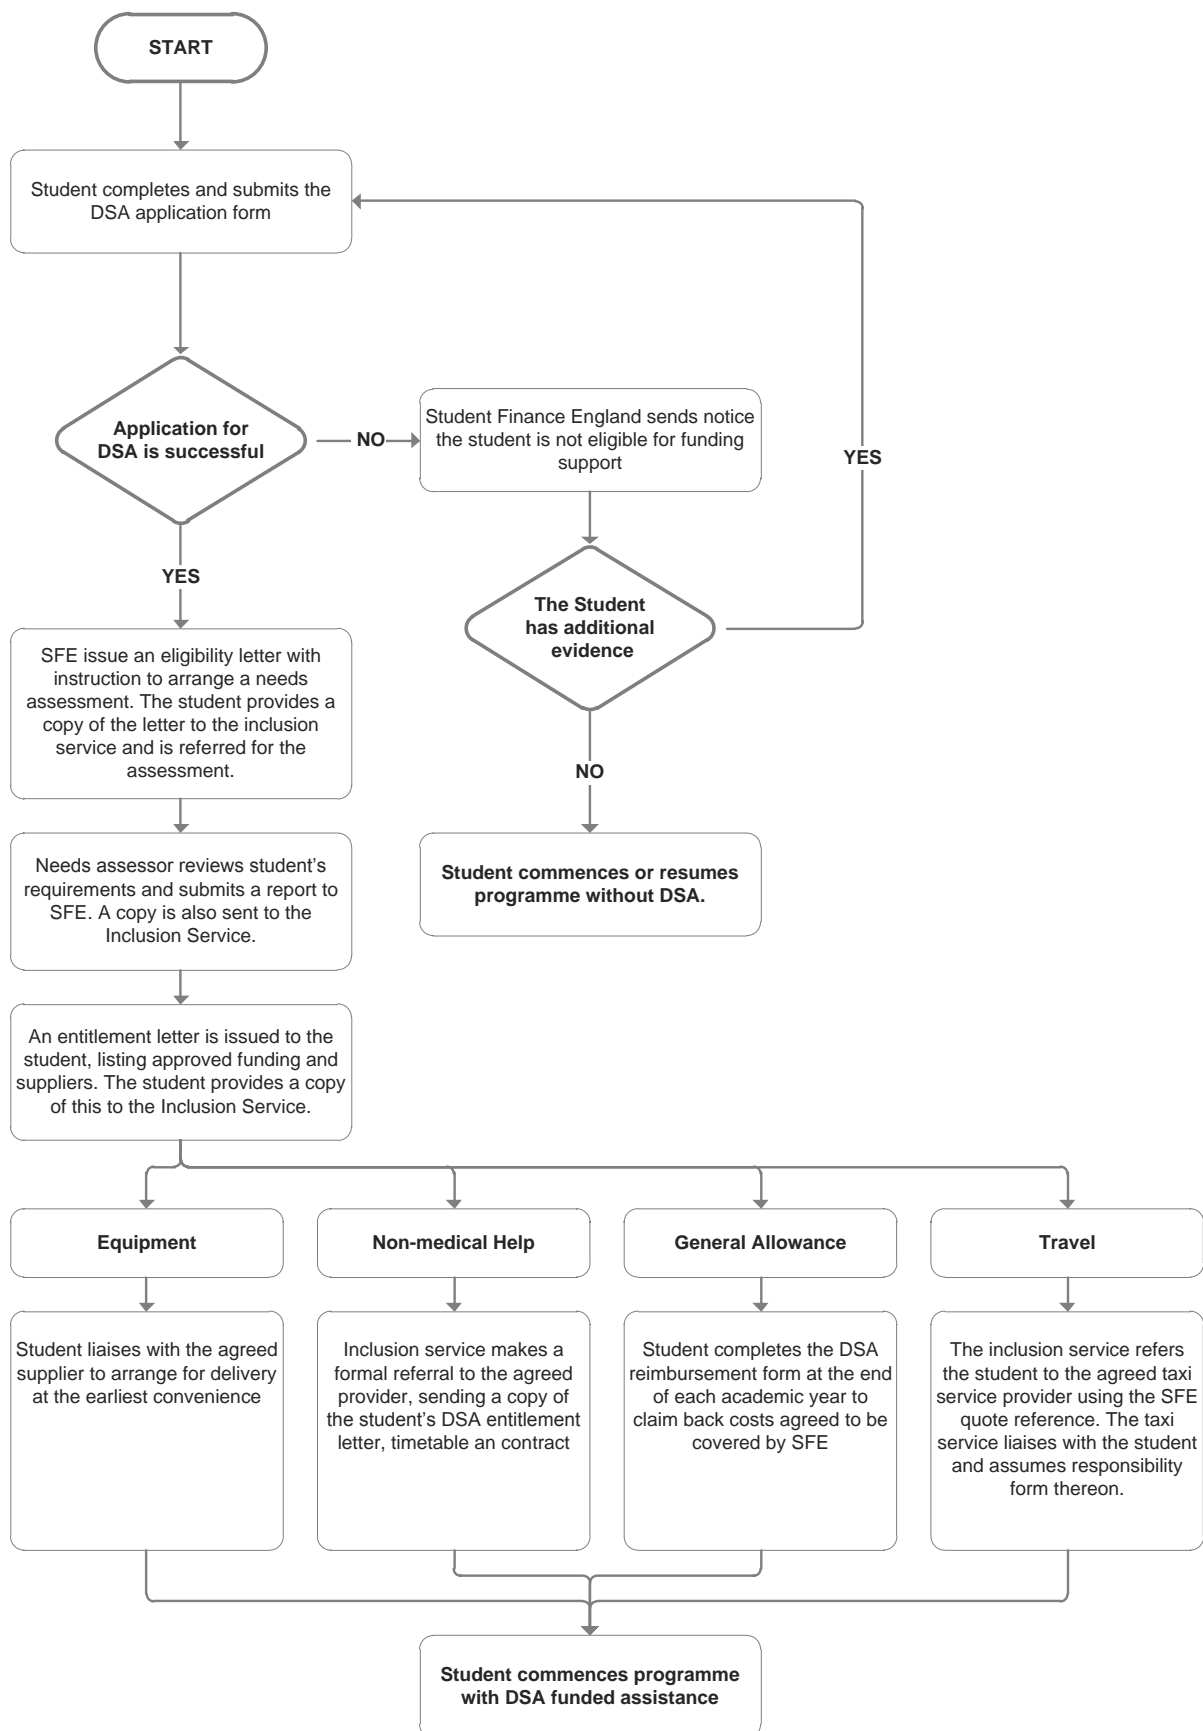 START
Student completes and submits the
DSA application form
Application for
DSA is successful
NO
Student Finance England sends notice
the student is not eligible for funding
support
YES
YES
The Student
has additional
evidence
SFE issue an eligibility letter with
instruction to arrange a needs
assessment. The student provides a
copy of the letter to the inclusion
service and is referred for the
assessment.
NO
Needs assessor reviews student’s
requirements and submits a report to
SFE. A copy is also sent to the
Inclusion Service.
Student commences or resumes
programme without DSA.
An entitlement letter is issued to the
student, listing approved funding and
suppliers. The student provides a copy
of this to the Inclusion Service.
Equipment
Non-medical Help
General Allowance
Travel
Student liaises with the agreed
supplier to arrange for delivery
at the earliest convenience
Inclusion service makes a
formal referral to the agreed
provider, sending a copy of
the student’s DSA entitlement
letter, timetable an contract
Student completes the DSA
reimbursement form at the end
of each academic year to
claim back costs agreed to be
covered by SFE
The inclusion service refers
the student to the agreed taxi
service provider using the SFE
quote reference. The taxi
service liaises with the student
and assumes responsibility
form thereon.
Student commences programme
with DSA funded assistance